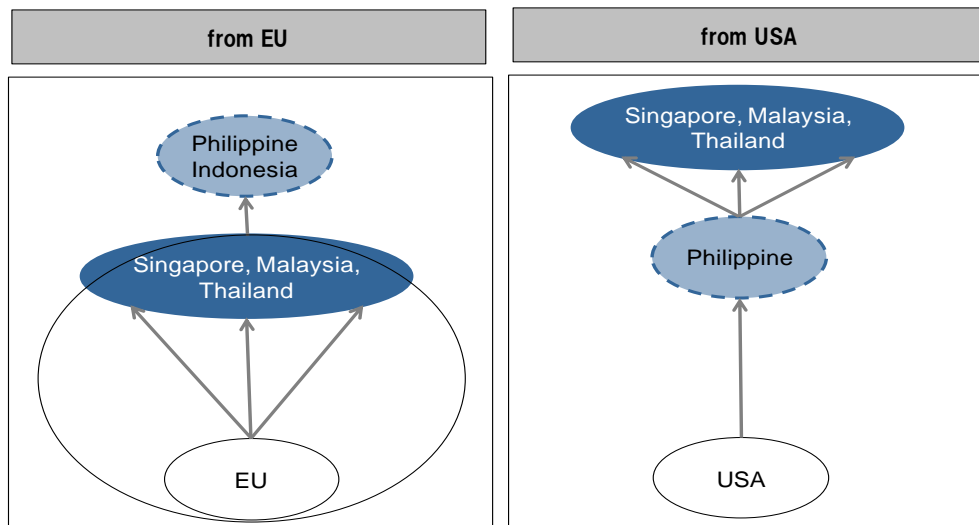 from EU
Philippine
Indonesia
Singapore, Malaysia,
Thailand
EU
from USA
Singapore, Malaysia,
Thailand
Philippine
USA